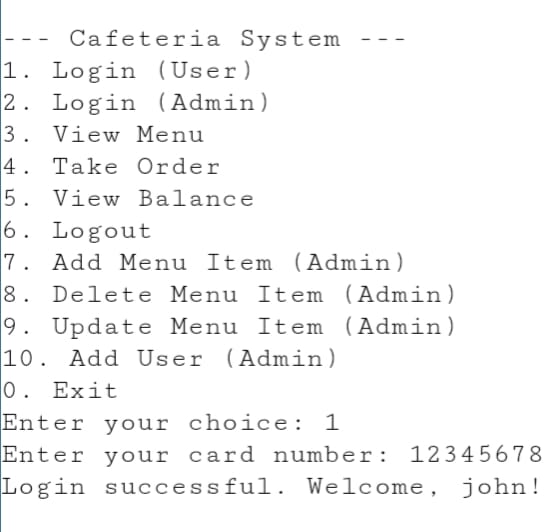 --- Cafeteria System ---
1. Login (User)
2. Login (Admin)
3. View Menu
4. Take Order
5. View Balance
6. Logout
7. Add Menu Item (Admin)
8. Delete Menu Item (Admin)
9. Update Menu Item (Admin)
10. Add User (Admin)
0. Exit
Enter your choice: 1
Enter your card number: 12345678
Login successful. Welcome, john!